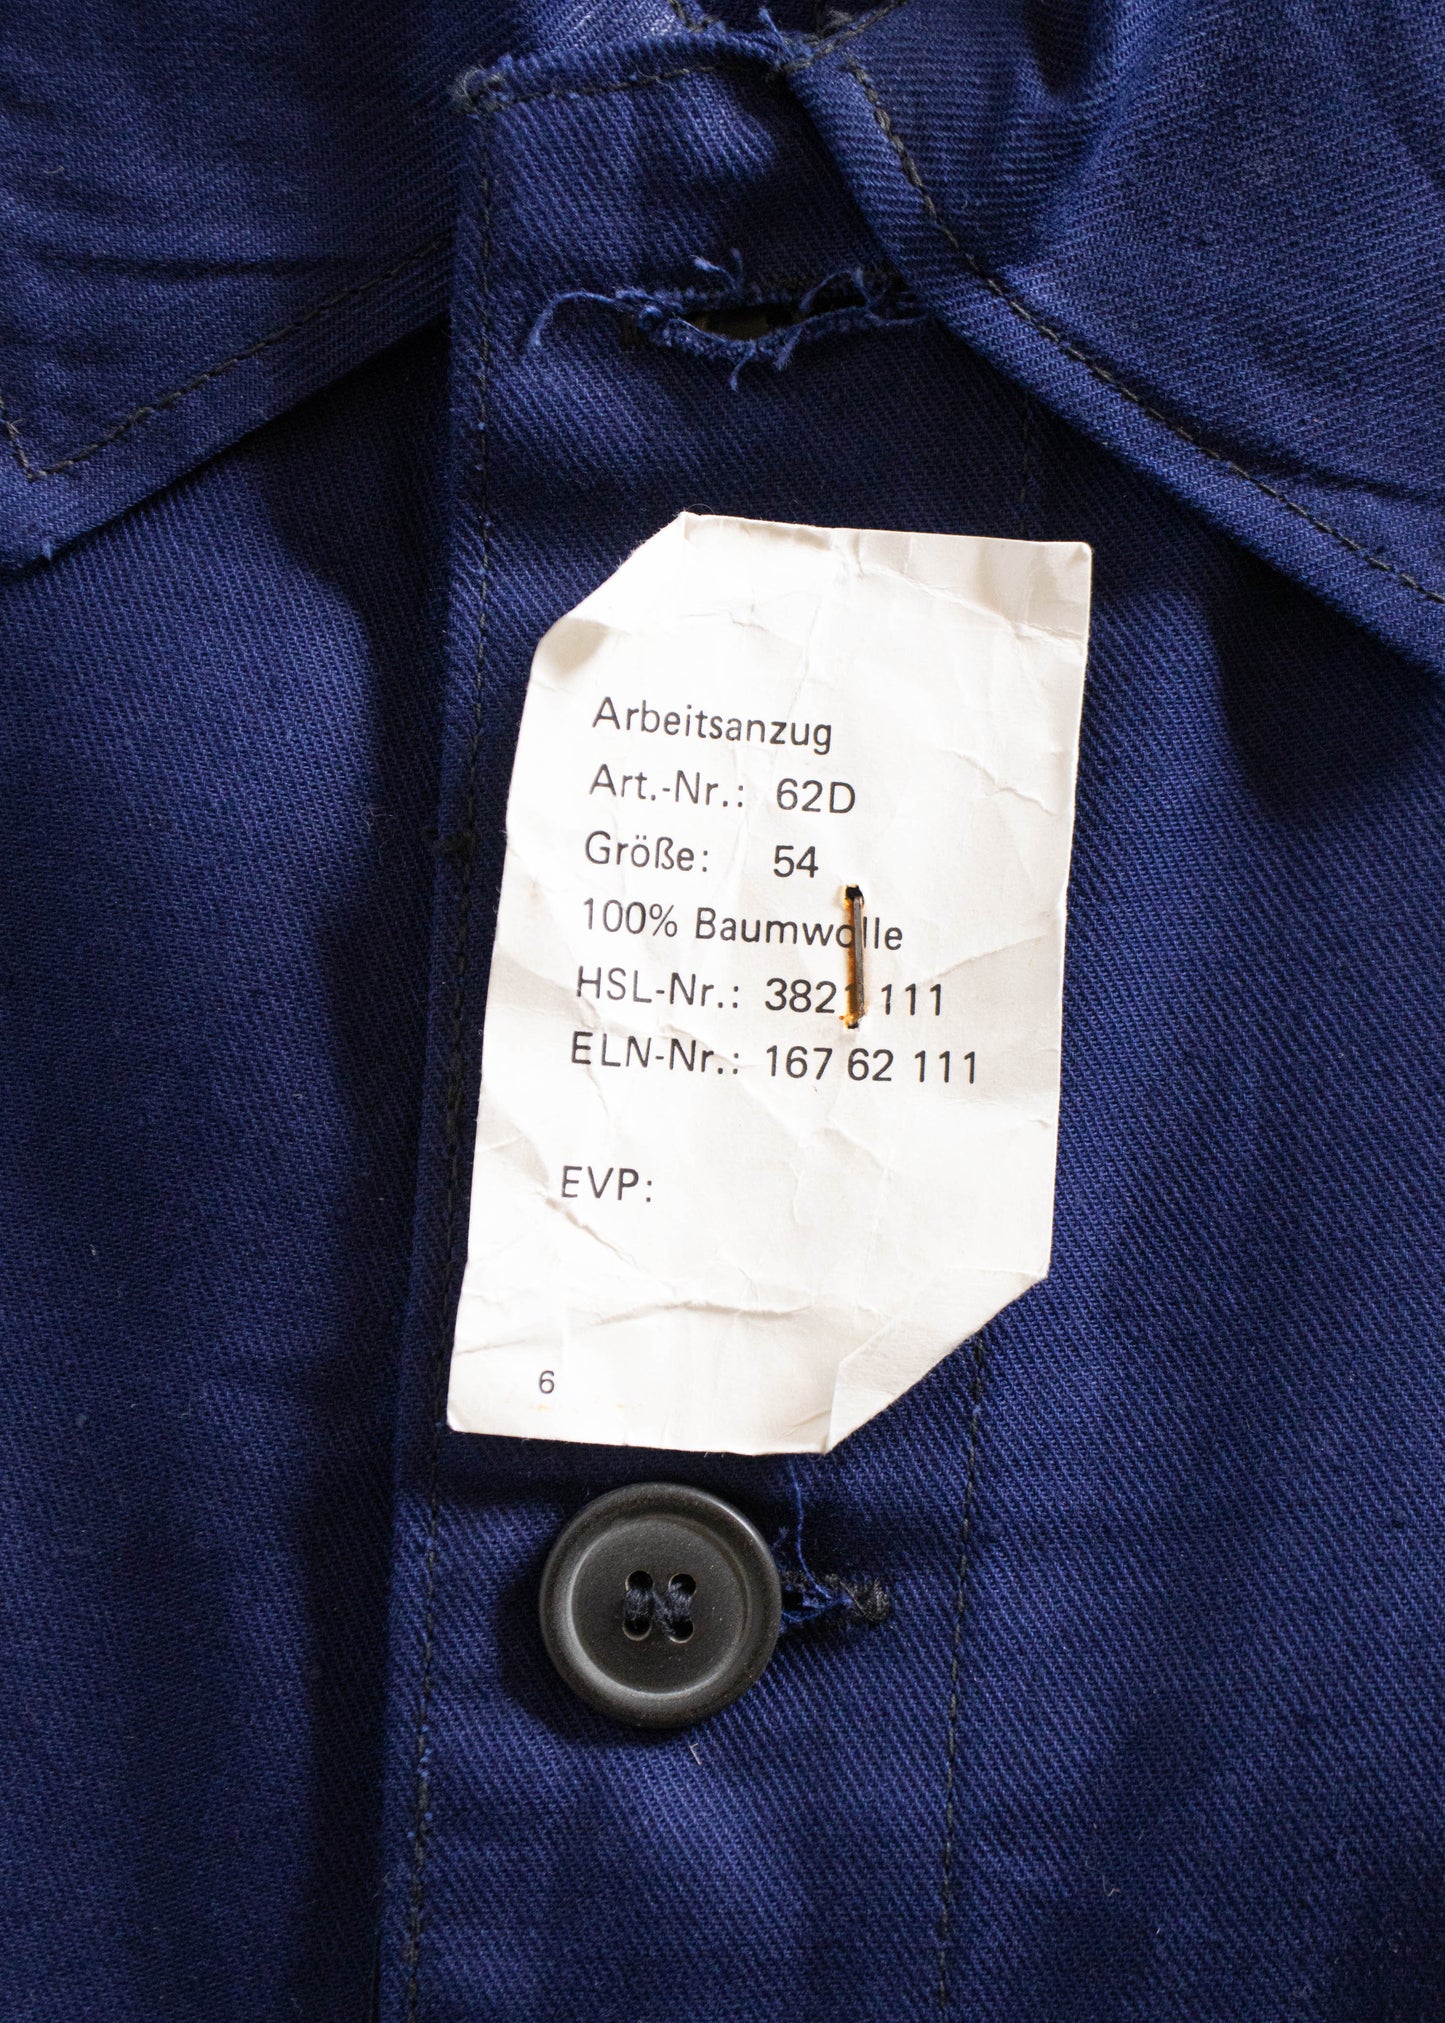 Arbeitsanzug
Art.-Nr.: 62D
Größe: 54
100% Baumwolle
HSL-Nr.: 3821 111
ELN-Nr.: 167 62 111
EVP:
6